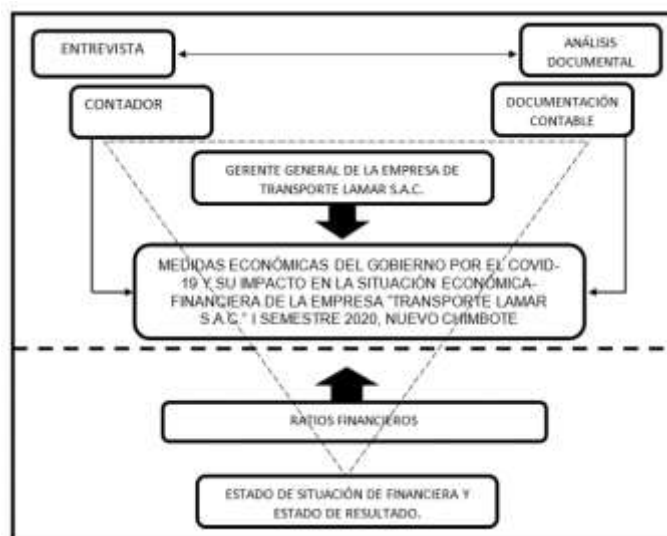 ENTREVISTA
ANÁLISIS
DOCUMENTAL
CONTADOR
DOCUMENTACIÓN
CONTABLE
GERENTE GENERAL DE LA EMPRESA DE
TRANSPORTE LAMAR S.A.C.
MEDIDAS ECONÓMICAS DEL GOBIERNO POR EL COVID-
19 Y SU IMPACTO EN LA SITUACIÓN ECONÓMICA-
FINANCIERA DE LA EMPRESA "TRANSPORTE LAMAR
S.A.C." I SEMESTRE 2020, NUEVO CHIMBOTE
RATIOS FINANCIEROS
ESTADO DE SITUACIÓN DE FINANCIERA Y
ESTADO DE RESULTADO.